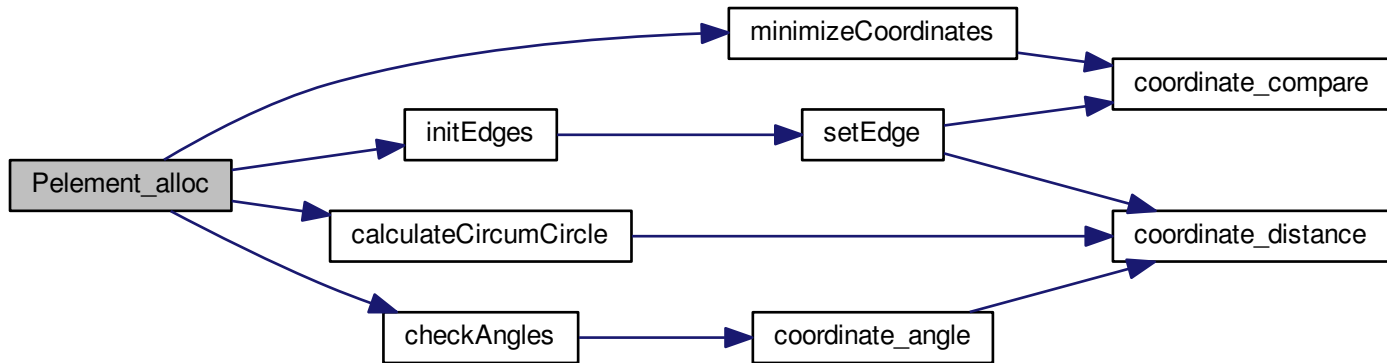 minimizeCoordinates
coordinate_compare
initEdges
setEdge
Pelement_alloc
calculateCircumCircle
coordinate_distance
checkAngles
coordinate_angle